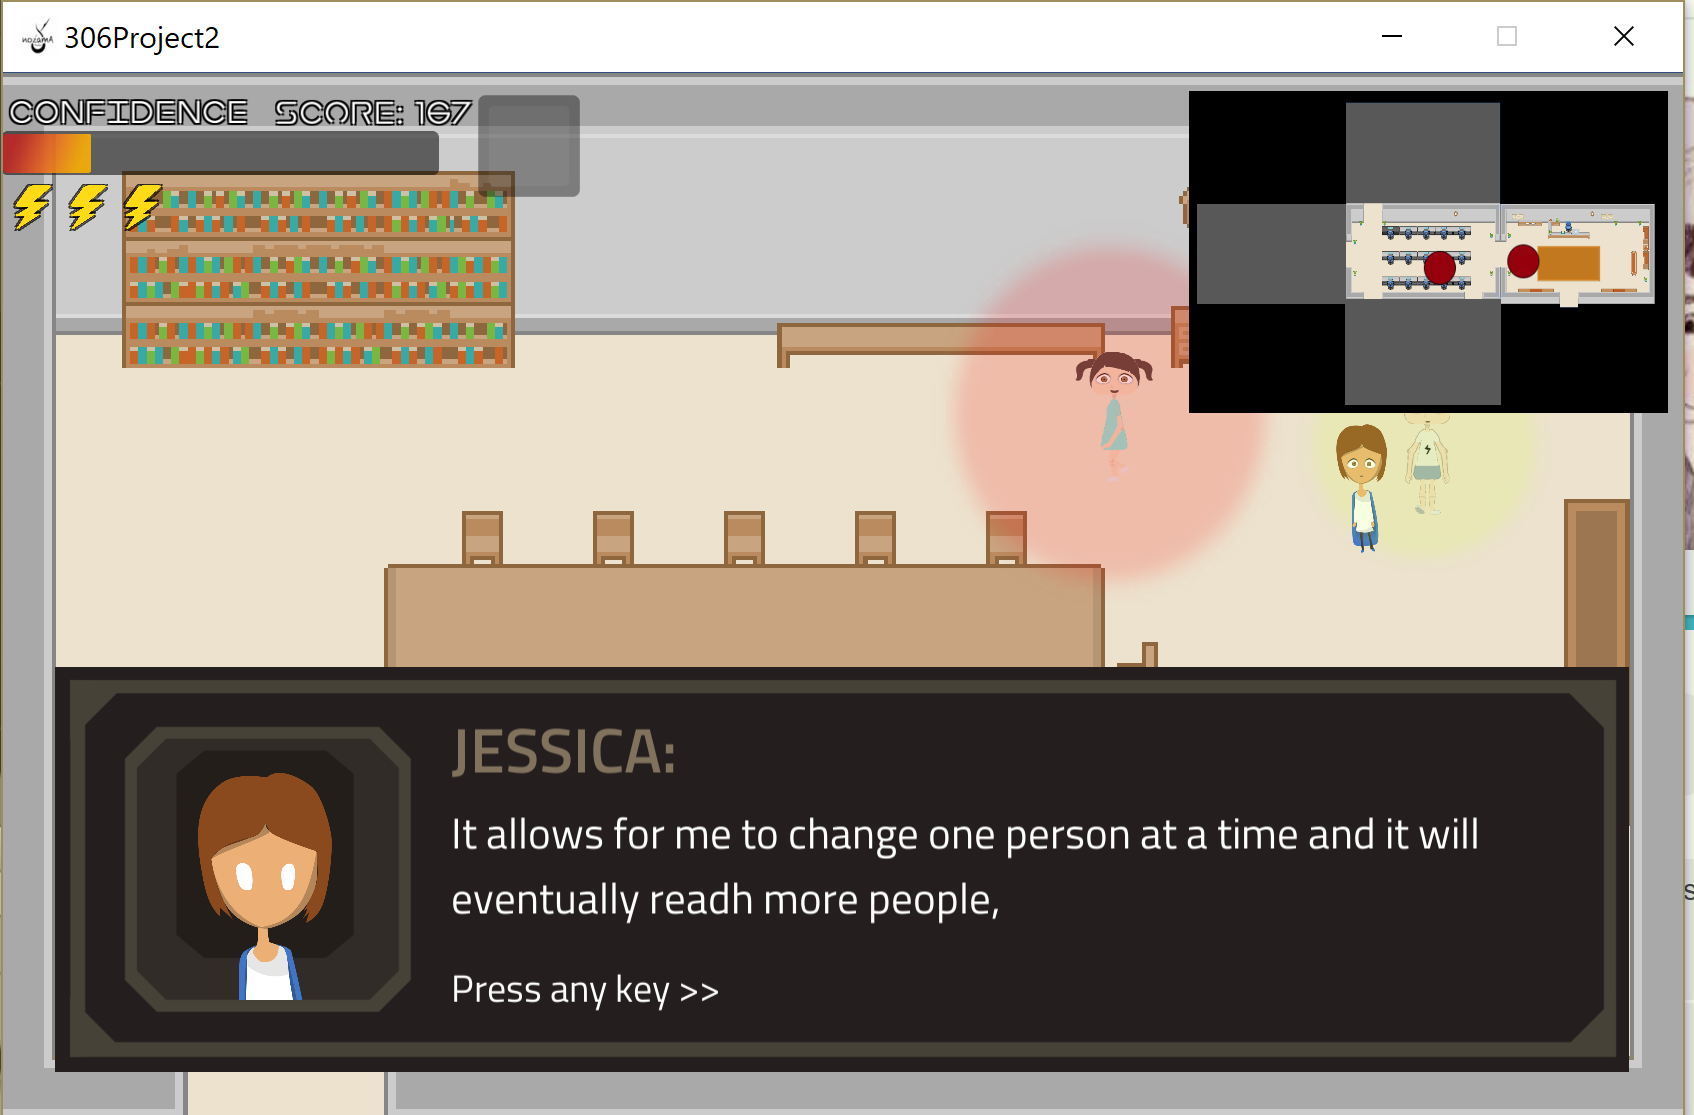 306Project2
CONFIDENCE SCORE: 167
JESSICA:
It allows for me to change one person at a time and it will
eventually readh more people,
Press any key >>